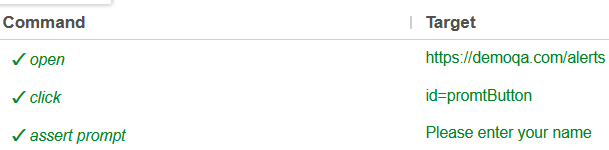 Command Target
✓ open https://demoqa.com/alerts
✓ click id=promtButton
✓ assert prompt Please enter your name